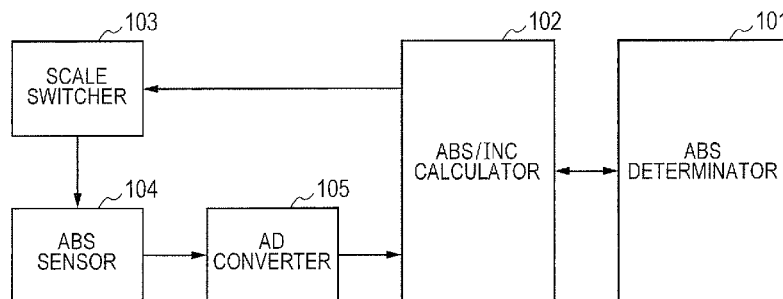 103
SCALE
SWITCHER
102
ABS/INC
CALCULATOR
101
ABS
DETERMINATOR
104
ABS
SENSOR
105
AD
CONVERTER